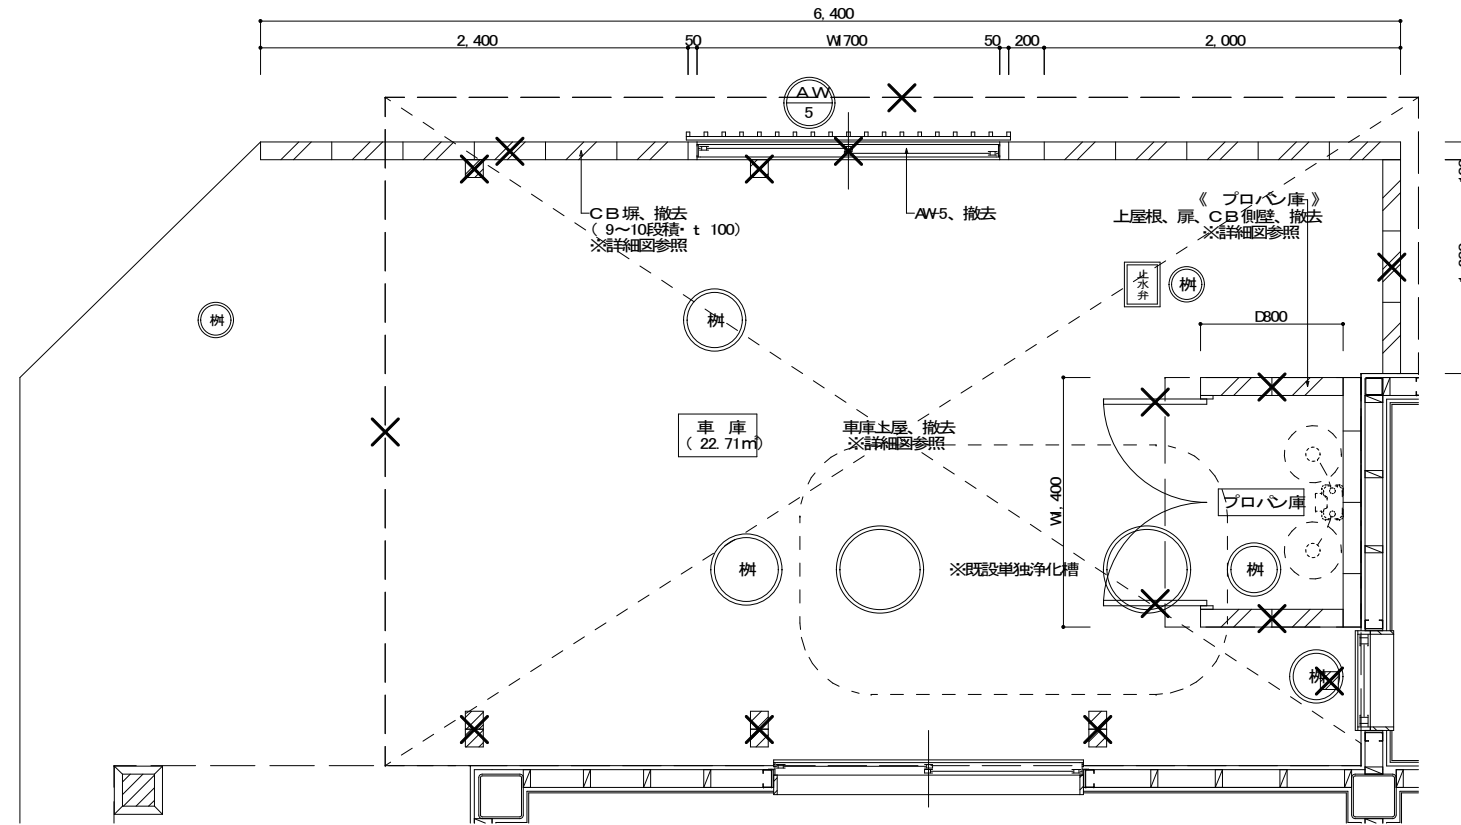 6,400
2,400 50 W1700 50 200 2,000
AW
5
CB塀、撤去
(9〜10段積・t 100)
※詳細図参照
AW-5、撤去
《 プロパン庫 》
上屋根、扉、CB側壁、撤去
※詳細図参照
止水弁
桝
桝
桝
D800
車 庫
(22.71㎡)
車庫上屋、撤去
※詳細図参照
W1,400
プロパン庫
桝
※既設単独浄化槽
桝
桝